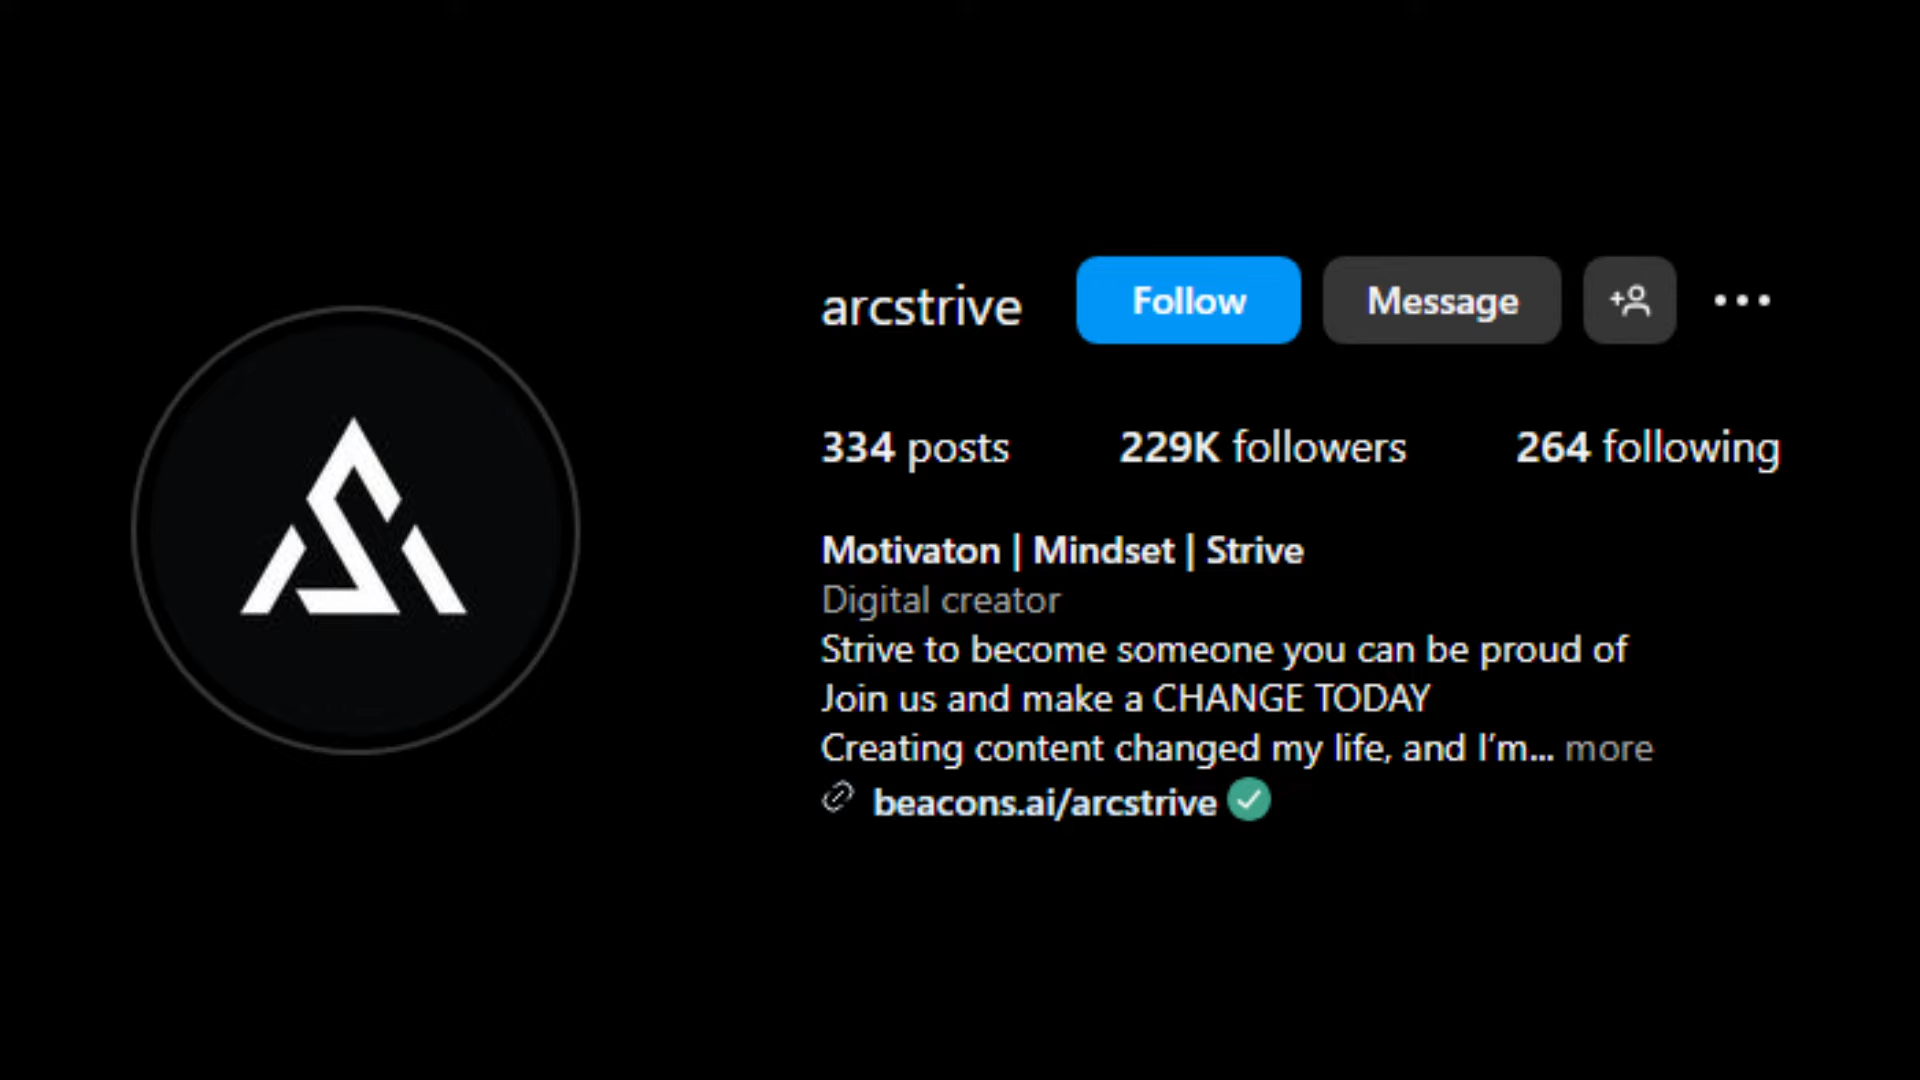 arcstrive Follow Message
334 posts 229K followers 264 following
Motivaton | Mindset | Strive
Digital creator
Strive to become someone you can be proud of
Join us and make a CHANGE TODAY
Creating content changed my life, and I’m... more
beacons.ai/arcstrive